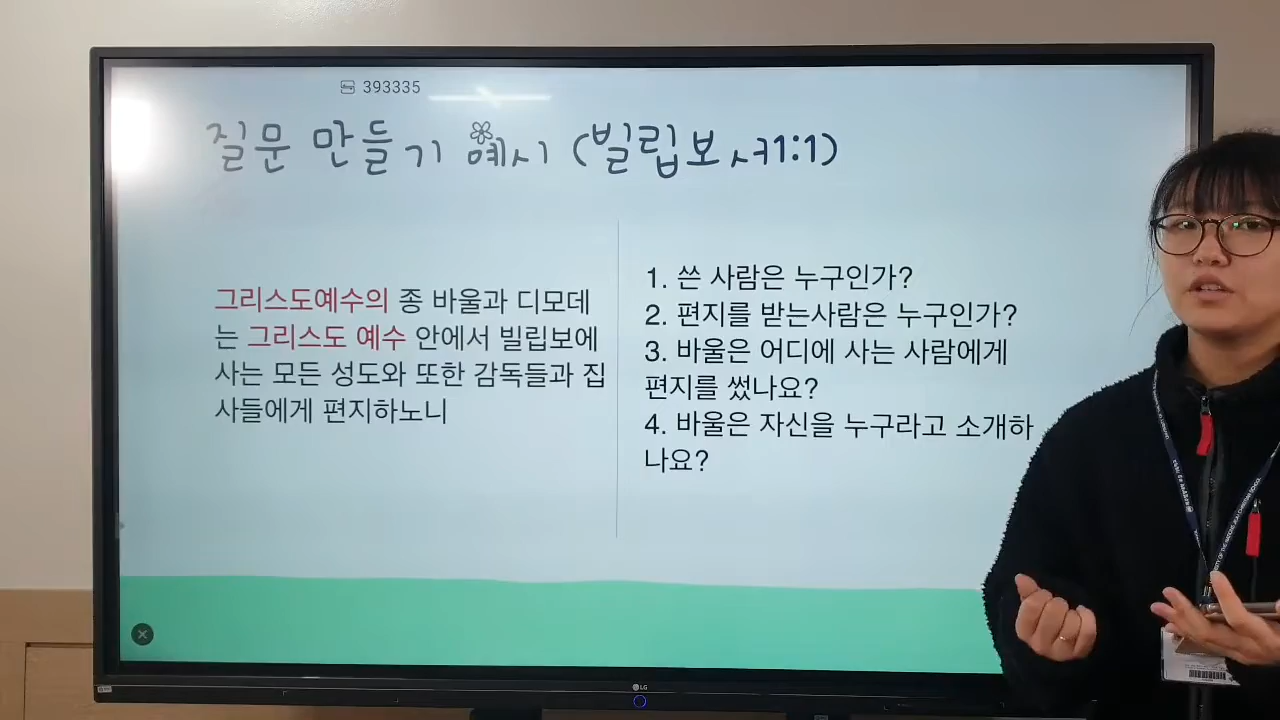 393335
질문 만들기 예시 (빌립보서1:1)
그리스도예수의 종 바울과 디모데
는 그리스도 예수 안에서 빌립보에
사는 모든 성도와 또한 감독들과 집
사들에게 편지하노니
1. 쓴 사람은 누구인가?
2. 편지를 받는사람은 누구인가?
3. 바울은 어디에 사는 사람에게
편지를 썼나요?
4. 바울은 자신을 누구라고 소개하
나요?
LG